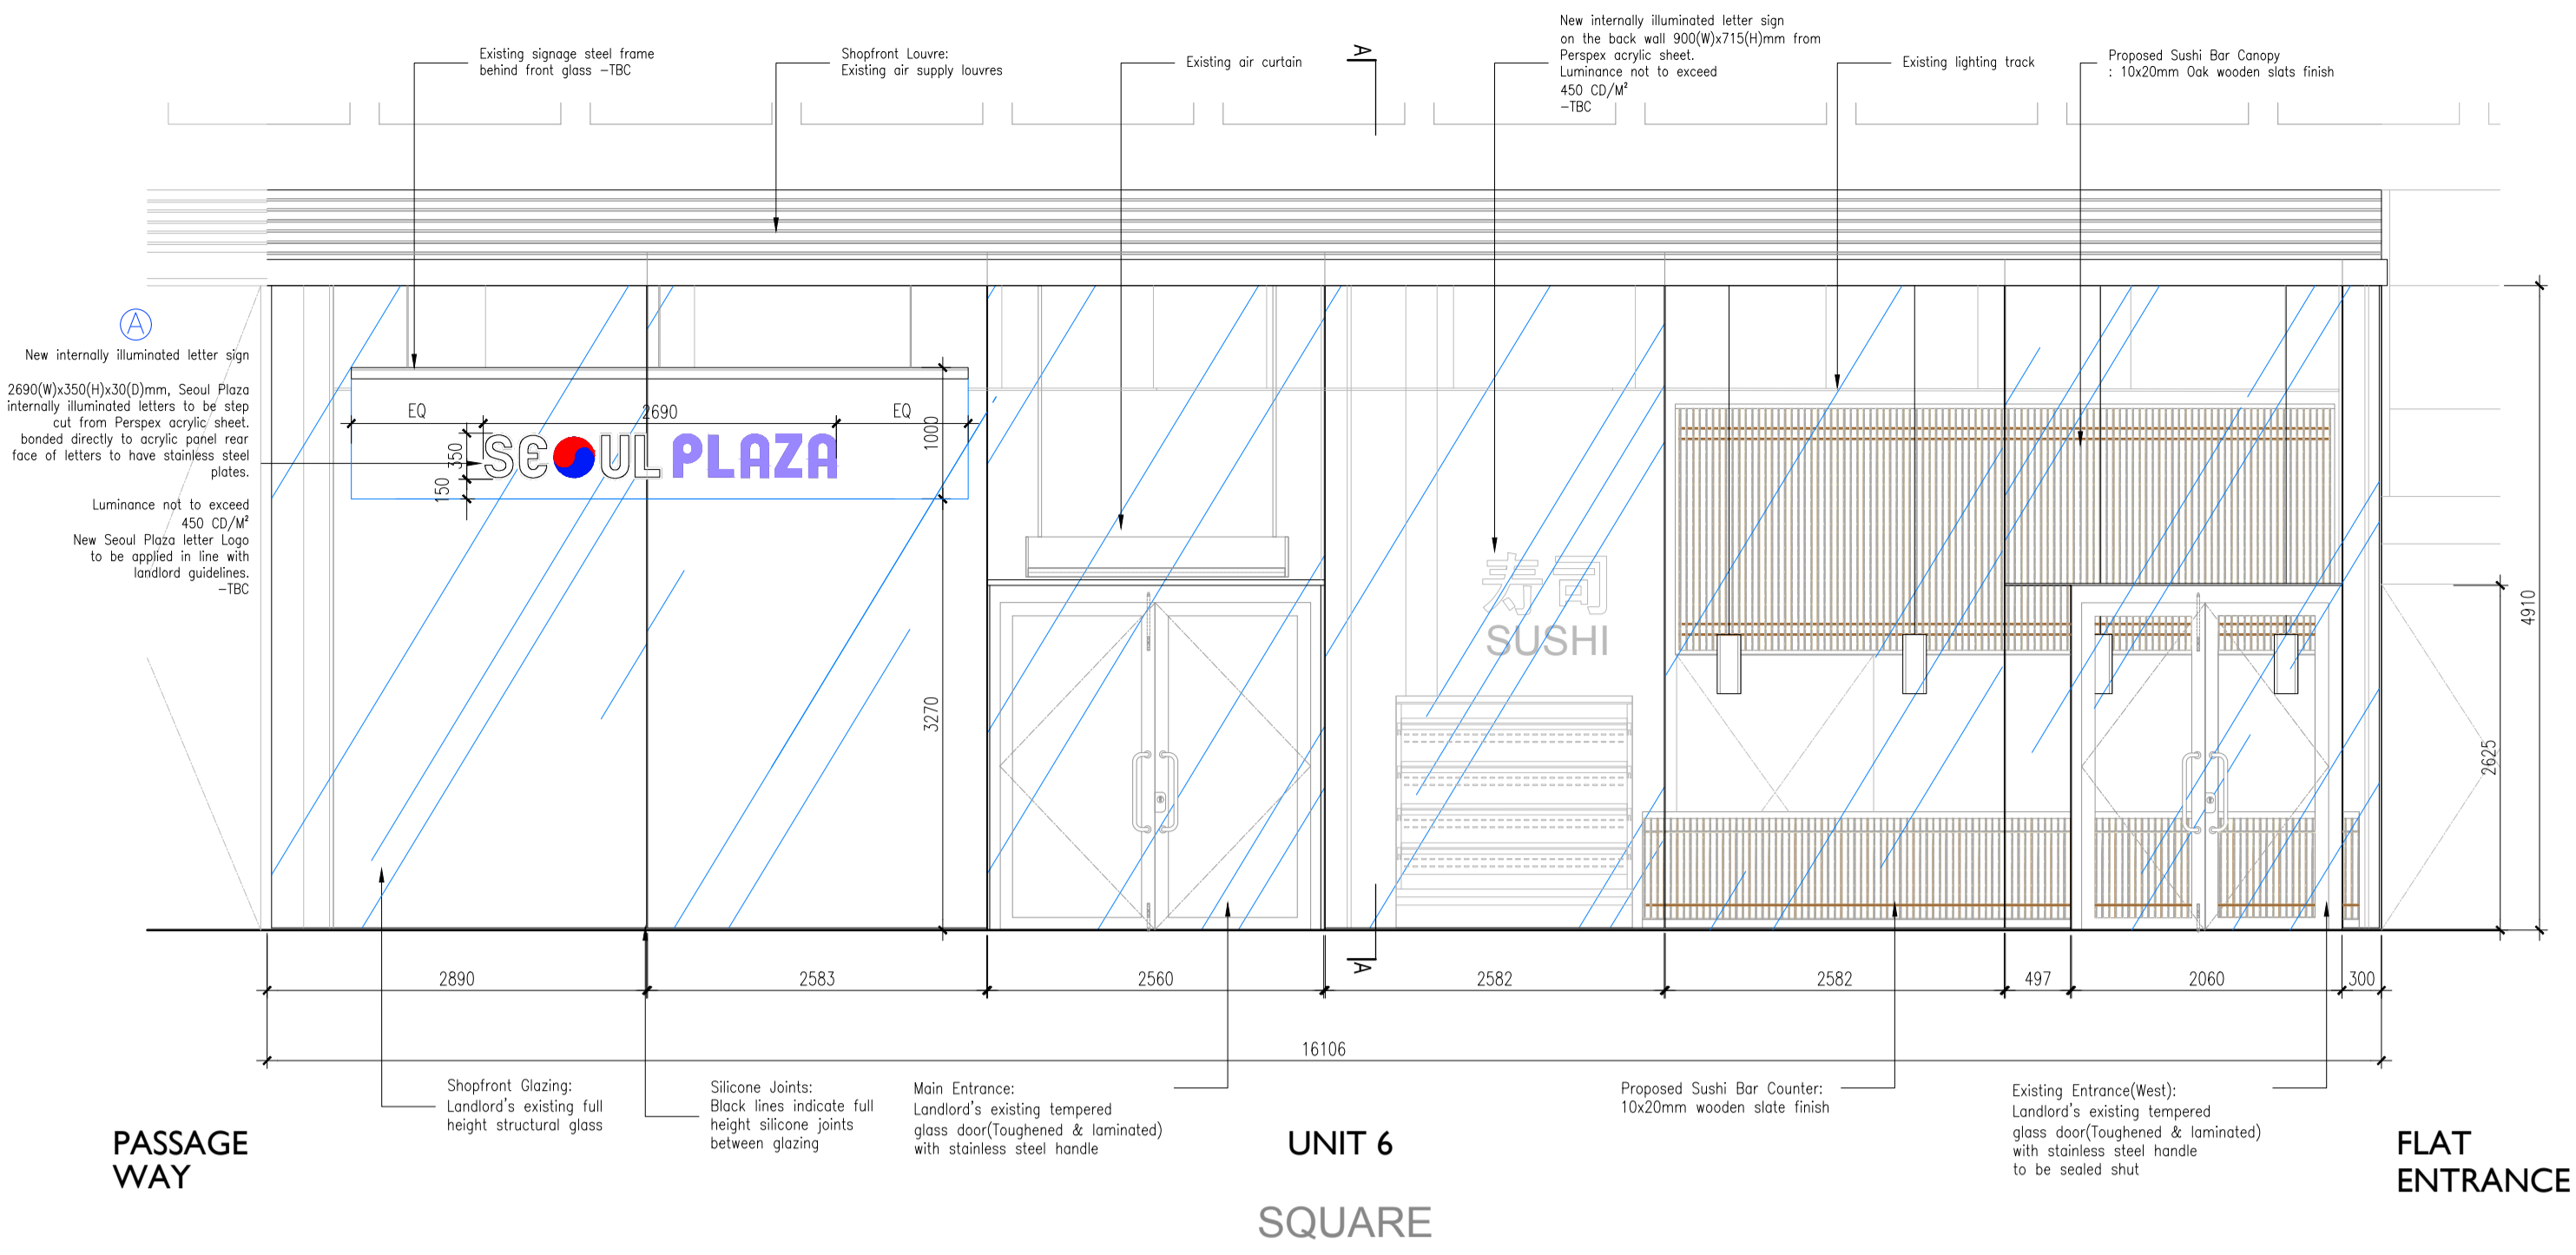 Existing signage steel frame
behind front glass -TBC
Shopfront Louvre:
Existing air supply louvres
Existing air curtain
A
New internally illuminated letter sign
on the back wall 900(W)x715(H)mm from
Perspex acrylic sheet.
Luminance not to exceed
450 CD/M²
-TBC
Existing lighting track
Proposed Sushi Bar Canopy
: 10x20mm Oak wooden slats finish
A
New internally illuminated letter sign
2690(W)x350(H)x30(D)mm, Seoul Plaza
internally illuminated letters to be step
cut from Perspex acrylic sheet.
bonded directly to acrylic panel rear
face of letters to have stainless steel
plates.
Luminance not to exceed
450 CD/M²
New Seoul Plaza letter Logo
to be applied in line with
landlord guidelines.
-TBC
EQ
2690
EQ
350
150
1000
SEOUL PLAZA
3270
寿司
SUSHI
4910
2625
A
2890
2583
2560
2582
2582
497
2060
300
16106
Shopfront Glazing:
Landlord's existing full
height structural glass
Silicone Joints:
Black lines indicate full
height silicone joints
between glazing
Main Entrance:
Landlord's existing tempered
glass door(Toughened & laminated)
with stainless steel handle
Proposed Sushi Bar Counter:
10x20mm wooden slate finish
Existing Entrance(West):
Landlord's existing tempered
glass door(Toughened & laminated)
with stainless steel handle
to be sealed shut
PASSAGE
WAY
UNIT 6
FLAT
ENTRANCE
SQUARE